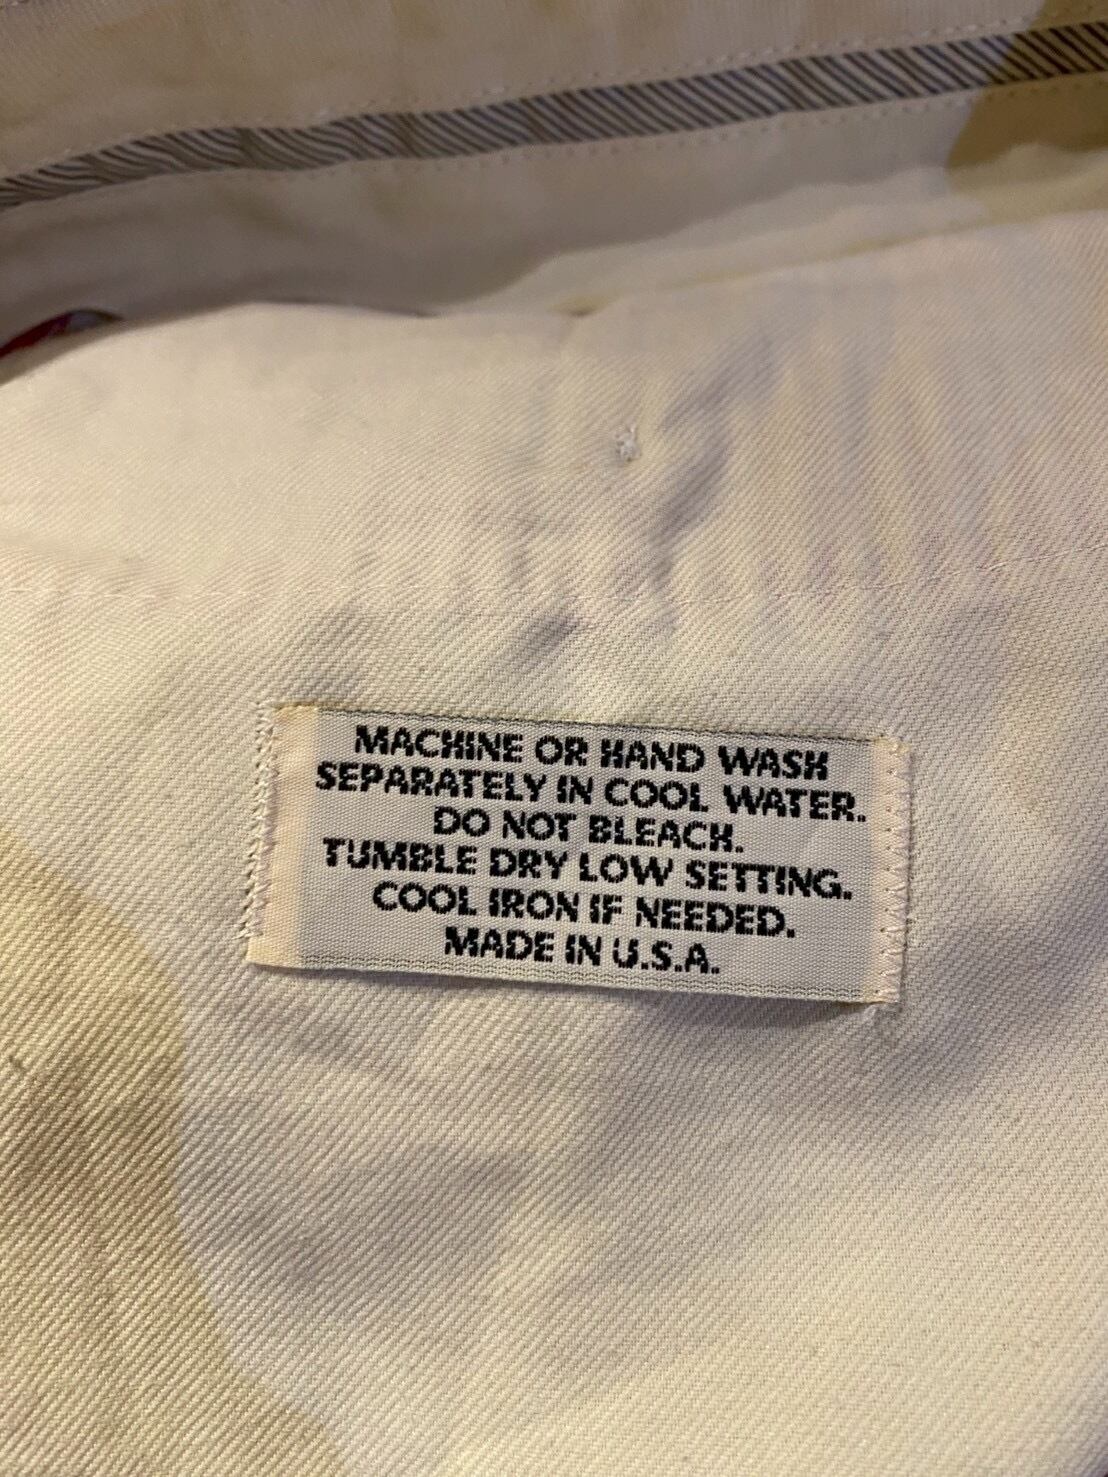 MACHINE OR HAND WASH
SEPARATELY IN COOL WATER.
DO NOT BLEACH.
TUMBLE DRY LOW SETTING.
COOL IRON IF NEEDED.
MADE IN U.S.A.